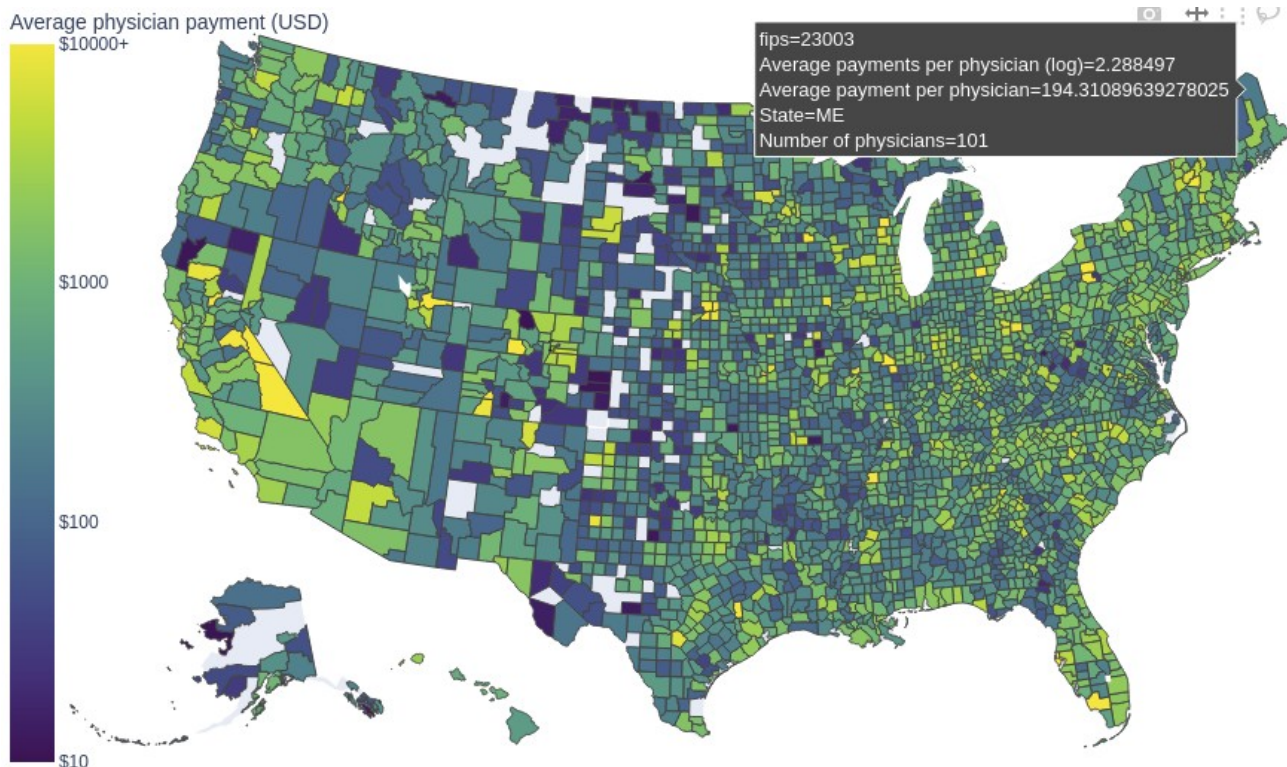 Average physician payment (USD)
$10000+
$1000
$100
$10
fips=23003
Average payments per physician (log)=2.288497
Average payment per physician=194.31089639278025
State=ME
Number of physicians=101